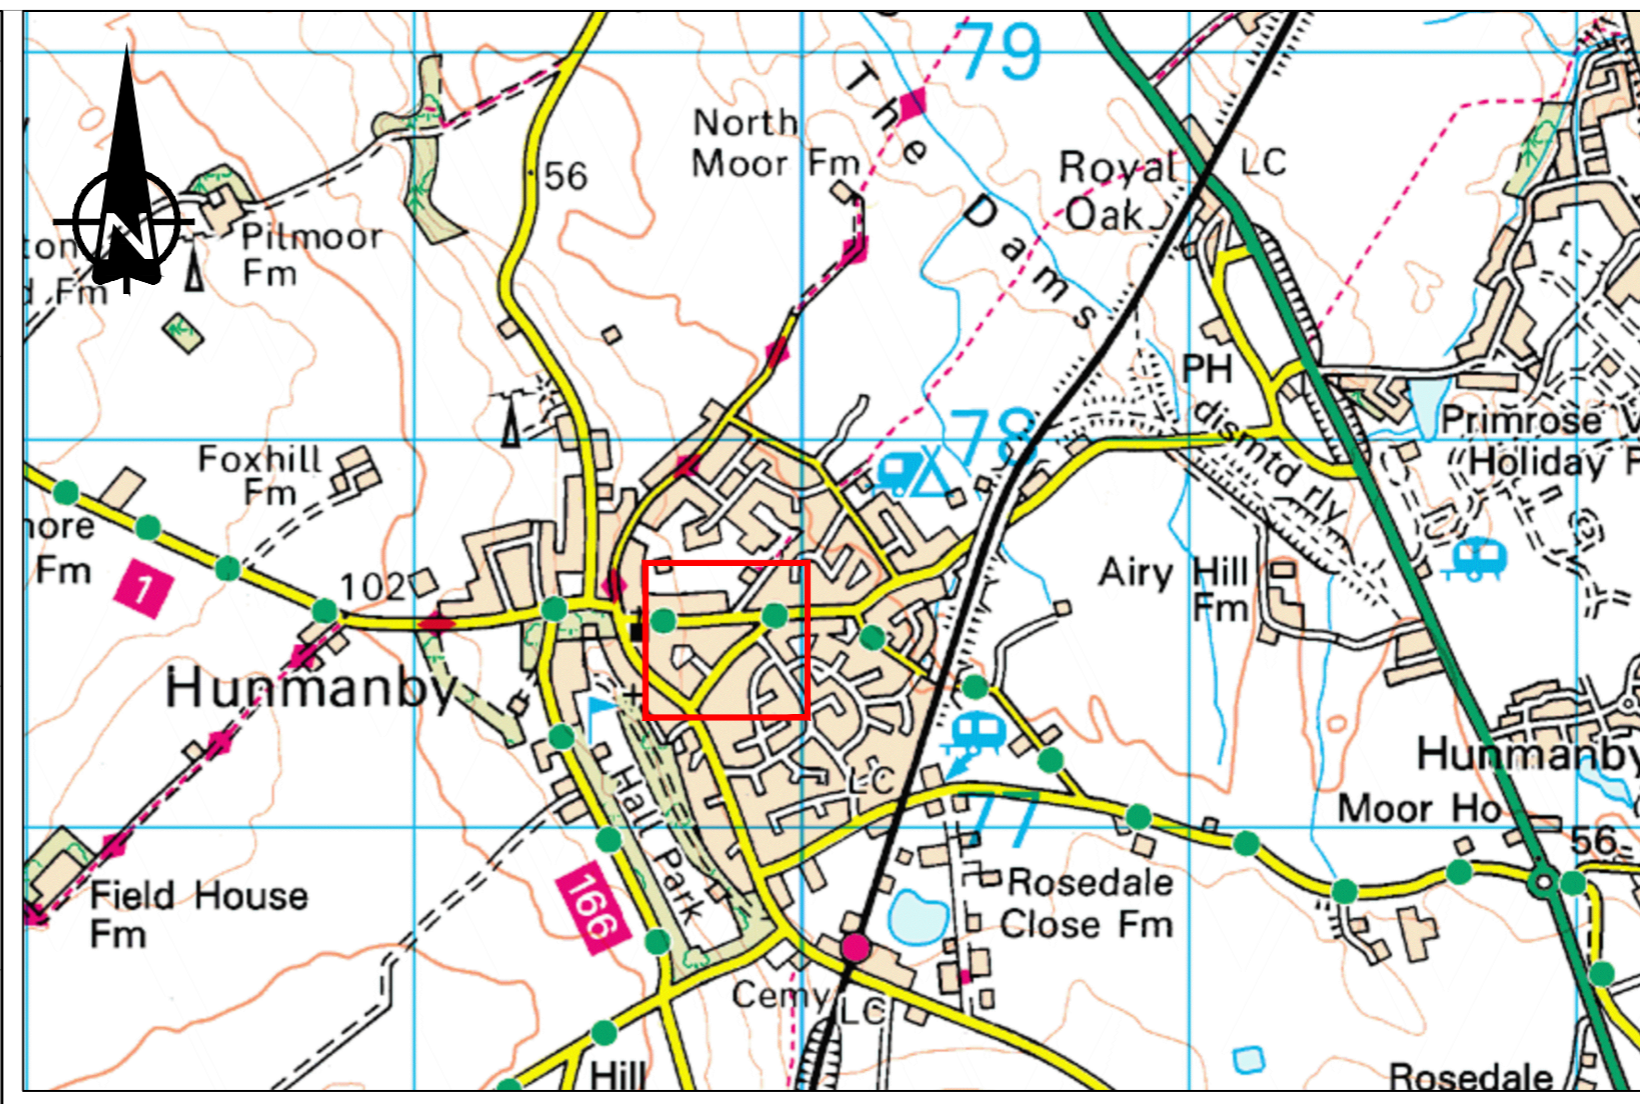 79
The
North
Moor Fm
Royal
Oak
LC
56
N
Dams
Pilmoor
Fm
Fm
PH
78
dismtd rly
Primrose
Holiday
Foxhill
Fm
Fm
1
102
Airy Hill
Fm
Hunmanby
Hunmanby
LC
77
Moor Ho
56
Hall Park
166
Field House
Fm
Rosedale
Close Fm
Cemy
LC
Hill
Rosedale